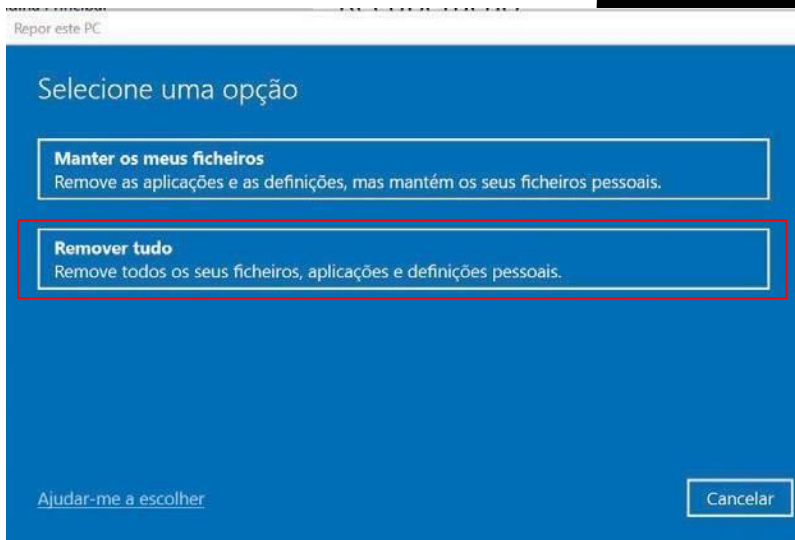 Repor este PC
Selecione uma opção
Manter os meus ficheiros
Remove as aplicações e as definições, mas mantém os seus ficheiros pessoais.
Remover tudo
Remove todos os seus ficheiros, aplicações e definições pessoais.
Ajudar-me a escolher
Cancelar